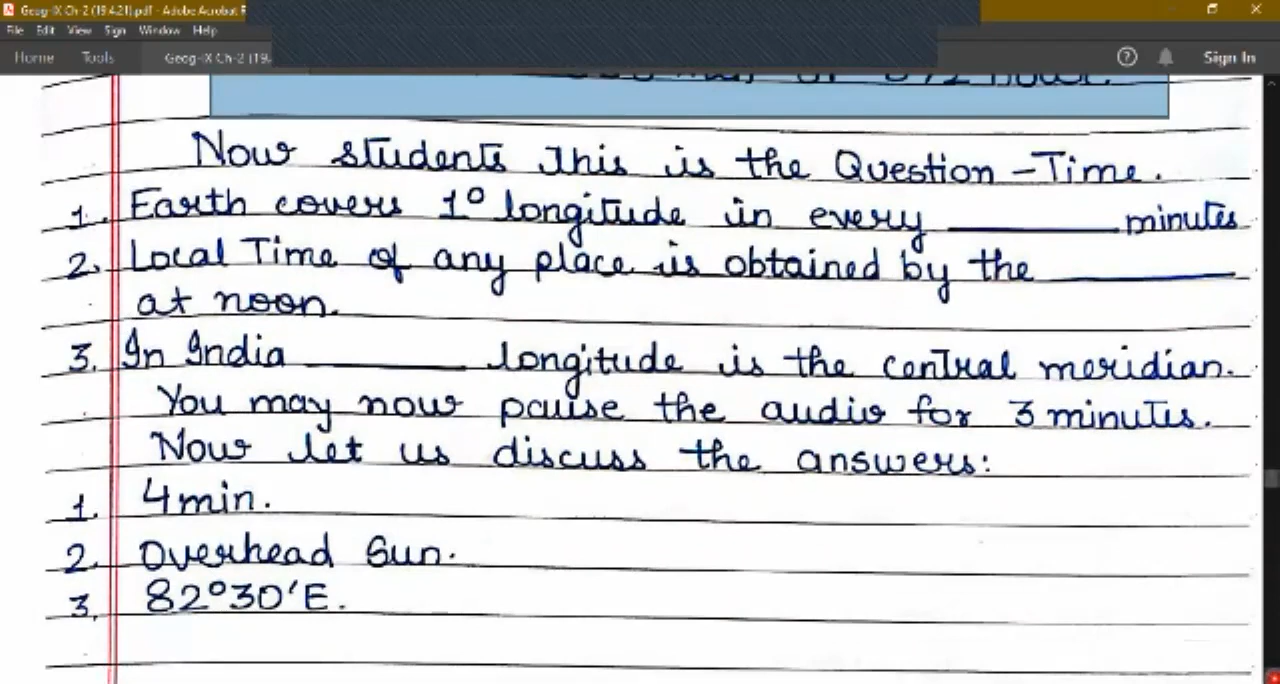 Geog-IX Ch-2 (19.4.21).pdf - Adobe Acrobat R
File Edit View Sign Window Help
Home Tools Geog-IX Ch-2 (19. Sign In
Now students this is the Question-Time.
1. Earth covers 1° longitude in every ______ minutes
2. Local Time of any place is obtained by the ______
at noon.
3. In India ______ longitude is the central meridian.
You may now pause the audio for 3 minutes.
Now let us discuss the answers:
1. 4min.
2. Overhead Sun.
3. 82°30'E.